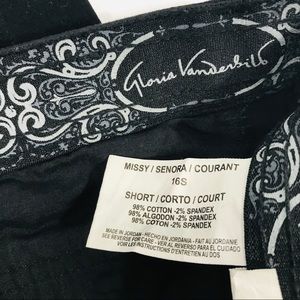 Gloria Vanderbilt
MISSY / SENORA / COURANT
16S
SHORT / CORTO / COURT
98% COTTON -2% SPANDEX
98% ALGODON -2% SPANDEX
98% COTTON -2% SPANDEX
MADE IN JORDAN - HECHO EN JORDANIA - FAIT AU JORDANIE
SEE REVERSE FOR CARE - VER AL REVERSO PARA EL CUIDADO
VOIR LES INSTRUCTIONS D'ENTRETIEN AU DOS